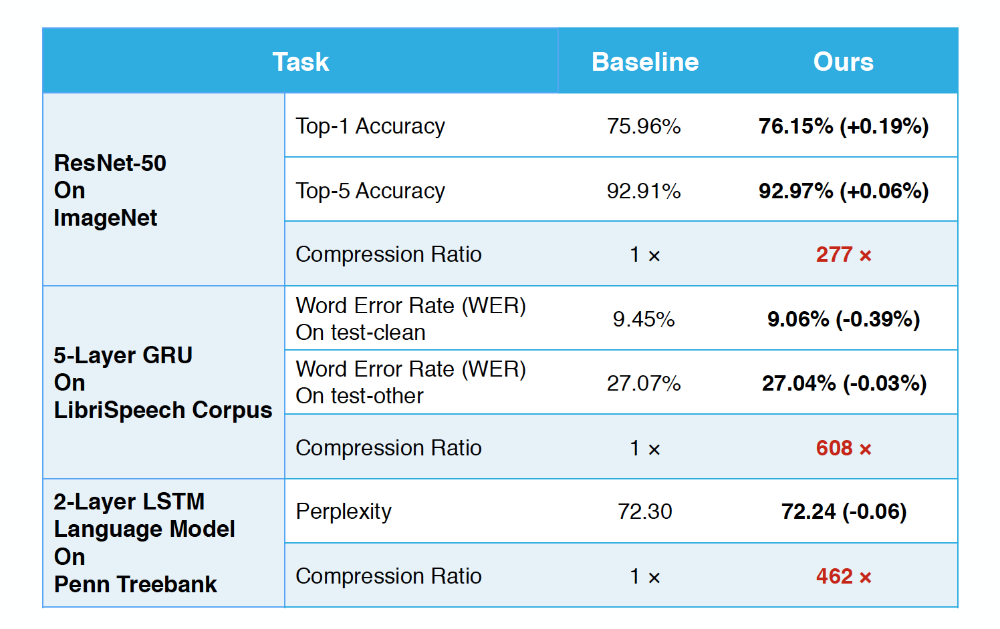 Task Baseline Ours
ResNet-50
On
ImageNet
Top-1 Accuracy 75.96% 76.15% (+0.19%)
Top-5 Accuracy 92.91% 92.97% (+0.06%)
Compression Ratio 1 × 277 ×
5-Layer GRU
On
LibriSpeech Corpus
Word Error Rate (WER)
On test-clean
9.45% 9.06% (-0.39%)
Word Error Rate (WER)
On test-other
27.07% 27.04% (-0.03%)
Compression Ratio 1 × 608 ×
2-Layer LSTM
Language Model
On
Penn Treebank
Perplexity 72.30 72.24 (-0.06)
Compression Ratio 1 × 462 ×